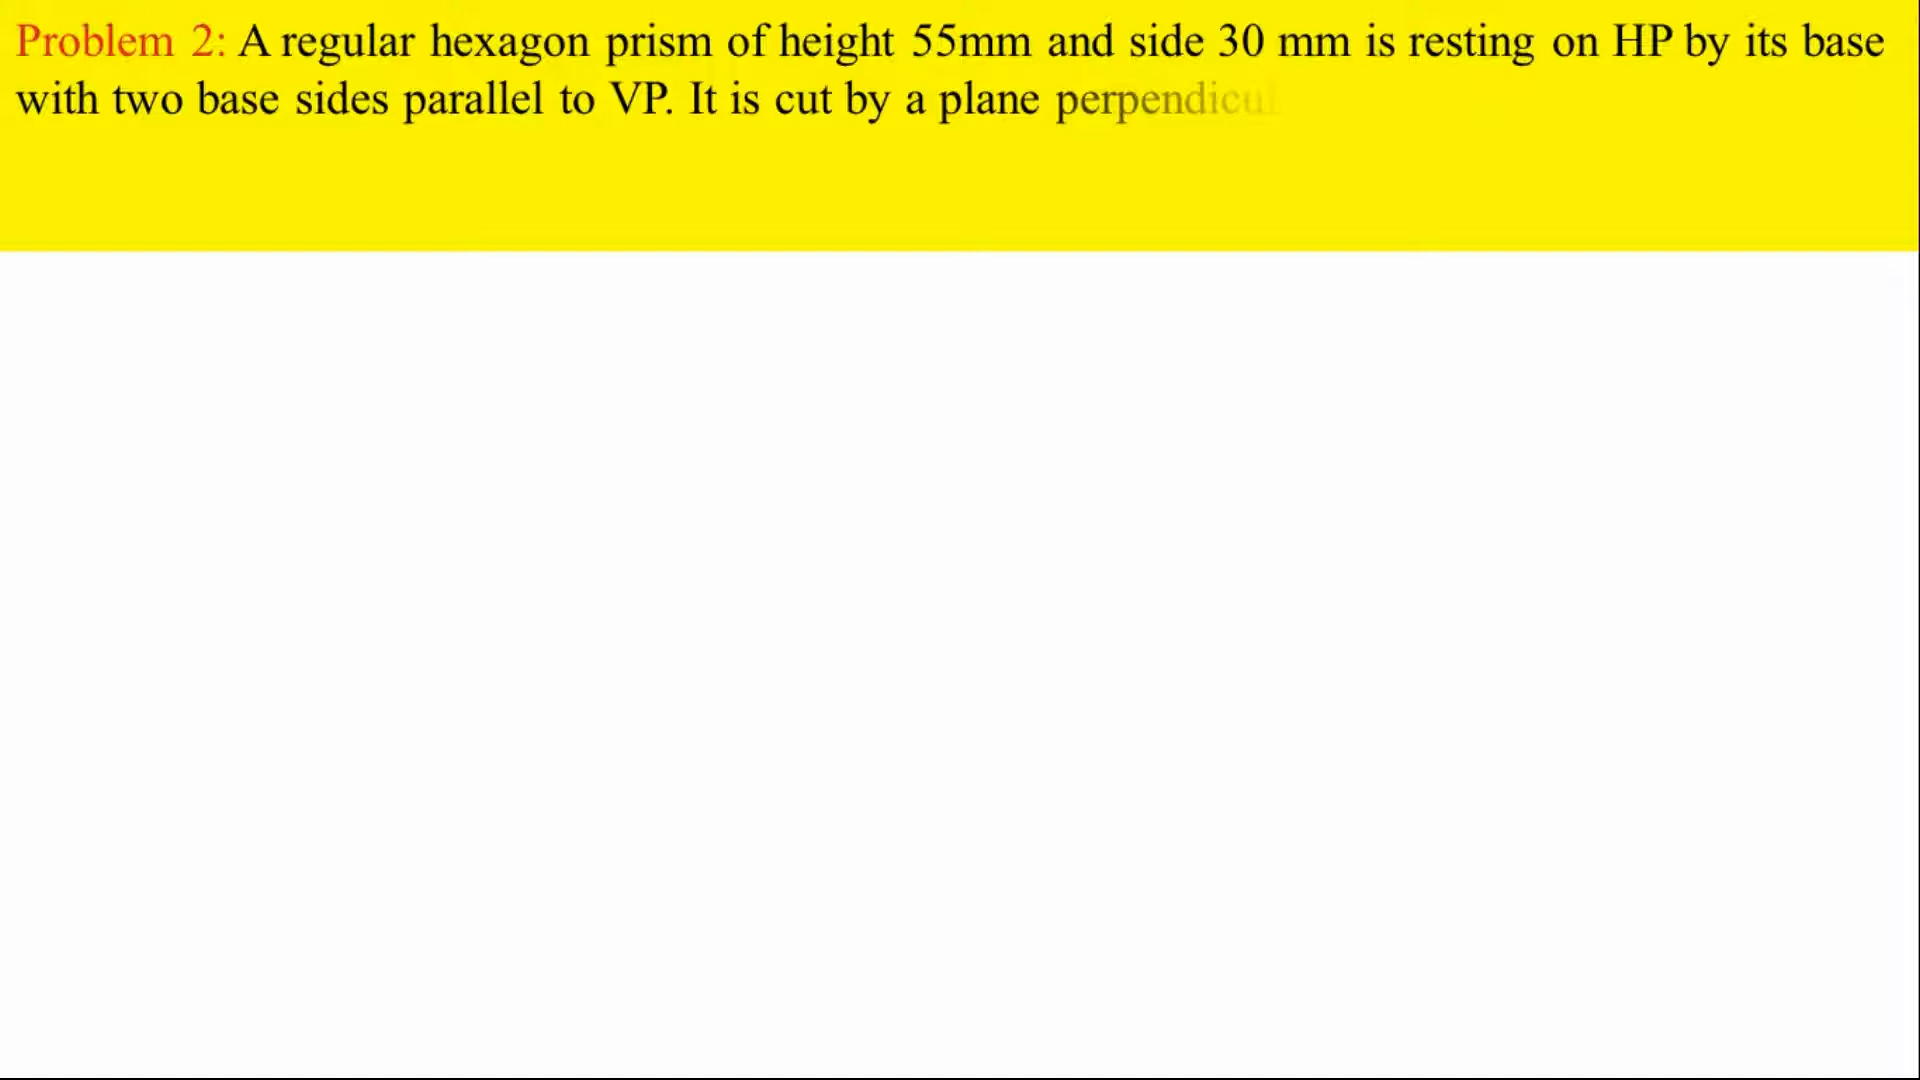 Problem 2: A regular hexagon prism of height 55mm and side 30 mm is resting on HP by its base
with two base sides parallel to VP. It is cut by a plane perpendicul